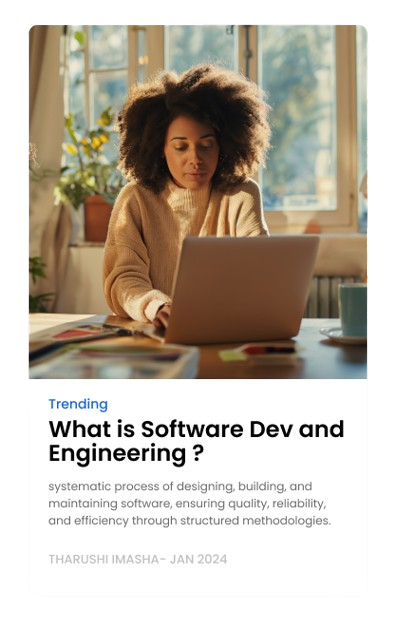 Trending
What is Software Dev and
Engineering ?
systematic process of designing, building, and
maintaining software, ensuring quality, reliability,
and efficiency through structured methodologies.
THARUSHI IMASHA- JAN 2024